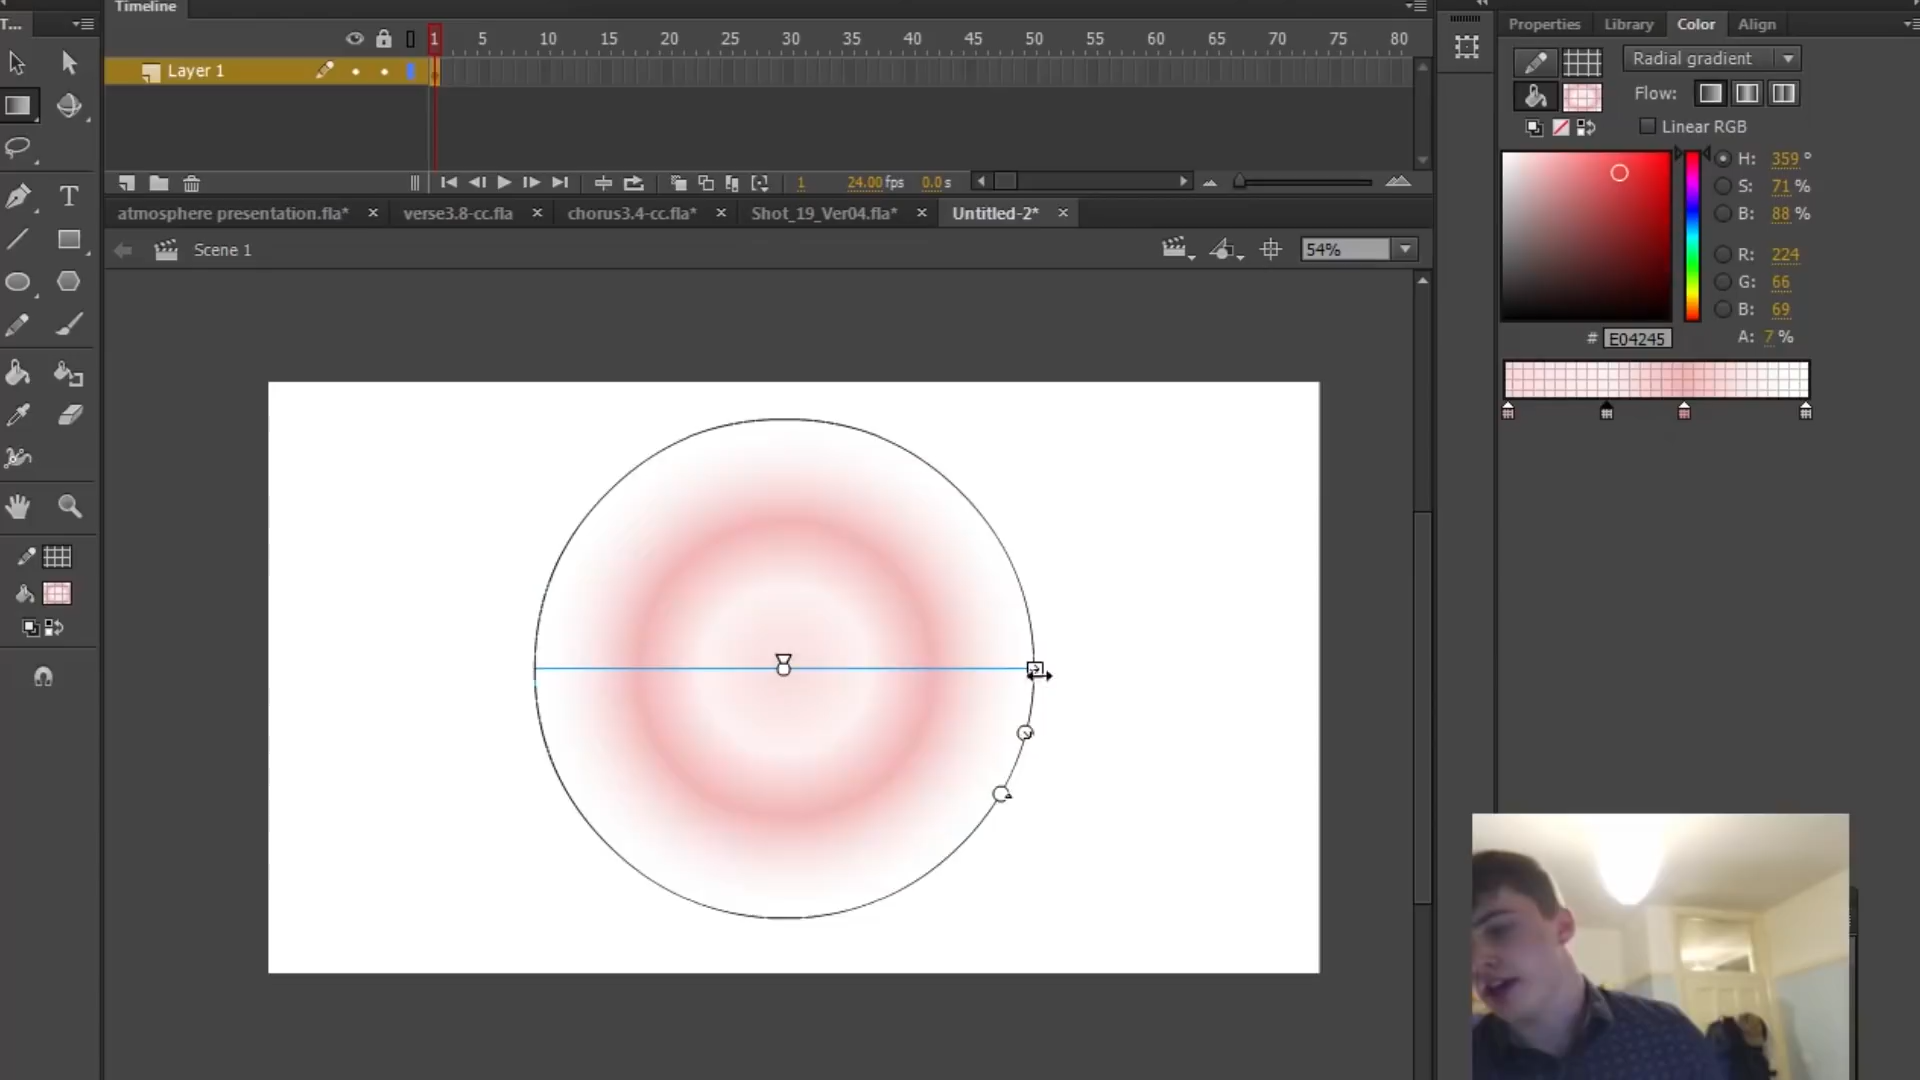 Timeline
T...
1 5 10 15 20 25 30 35 40 45 50 55 60 65 70 75 80
Layer 1
1 24.00 fps 0.0 s
atmosphere presentation.fla* × verse3.8-cc.fla × chorus3.4-cc.fla* × Shot_19_Ver04.fla* × Untitled-2* ×
Scene 1
54%
T
Properties Library Color Align
Radial gradient
Flow:
Linear RGB
H: 359 °
S: 71 %
B: 88 %
R: 224
G: 66
B: 69
# E04245
A: 7 %